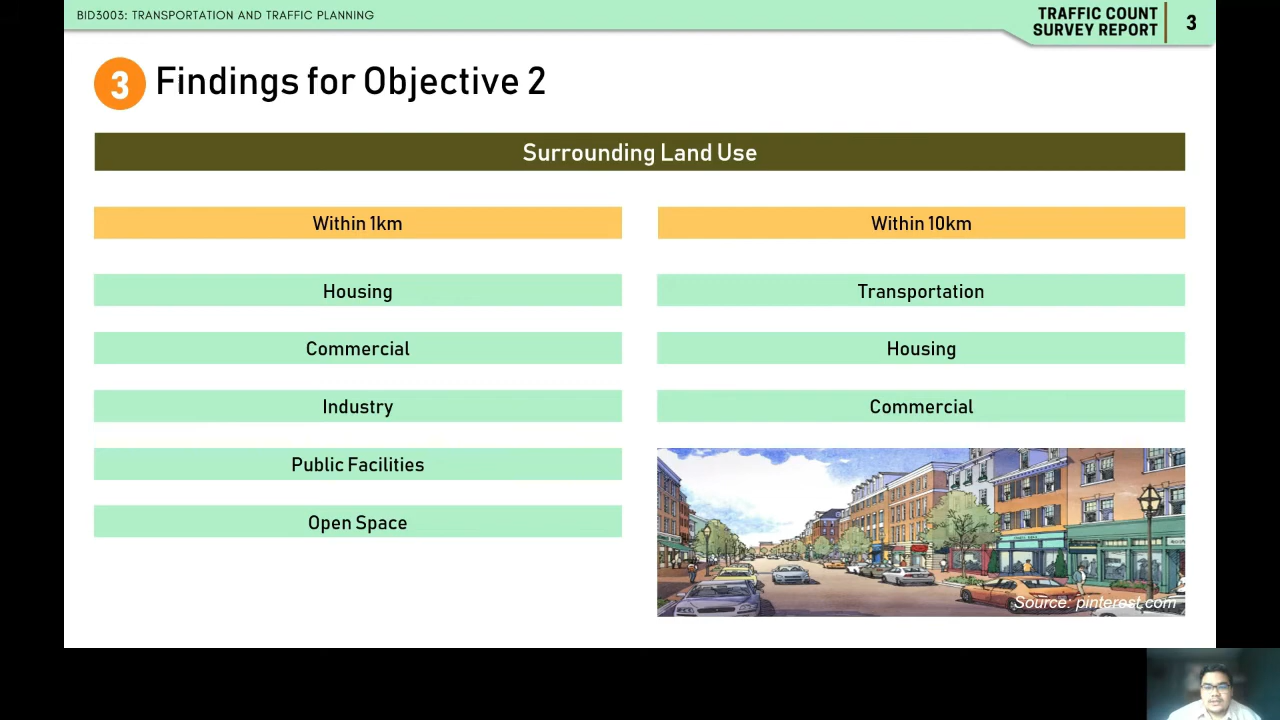 BID3003: TRANSPORTATION AND TRAFFIC PLANNING
TRAFFIC COUNT
SURVEY REPORT
3
3 Findings for Objective 2
Surrounding Land Use
Within 1km
Housing
Commercial
Industry
Public Facilities
Open Space
Within 10km
Transportation
Housing
Commercial
Source: pinterest.com